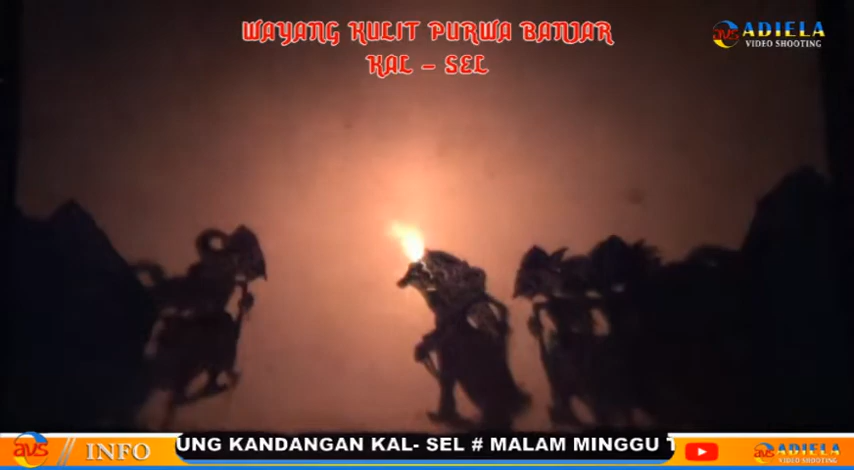 WAYANG KULIT PURWA BANJAR
KAL - SEL
avs ADIELA
VIDEO SHOOTING
avs // INFO
UNG KANDANGAN KAL- SEL # MALAM MINGGU
avs ADIELA
VIDEO SHOOTING